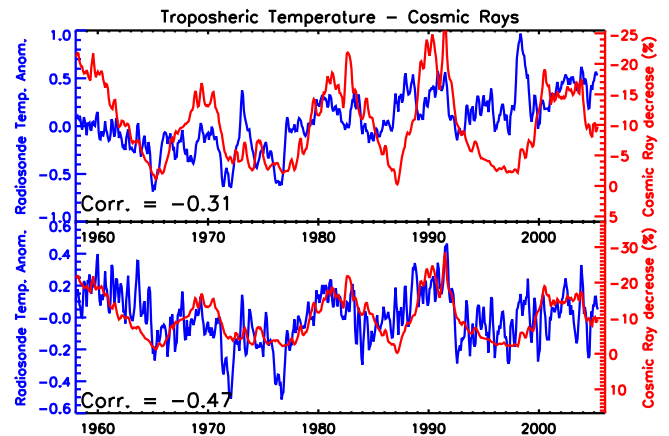 Troposheric Temperature - Cosmic Rays
Radiosonde Temp. Anom.
1.0
0.5
0.0
-0.5
-1.0
-25
-20
-15
-10
-5
0
5
Cosmic Ray decrease (%)
Corr. = -0.31
1960 1970 1980 1990 2000
Radiosonde Temp. Anom.
0.6
0.4
0.2
-0.0
-0.2
-0.4
-0.6
-30
-20
-10
0
10
Cosmic Ray decrease (%)
Corr. = -0.47
1960 1970 1980 1990 2000